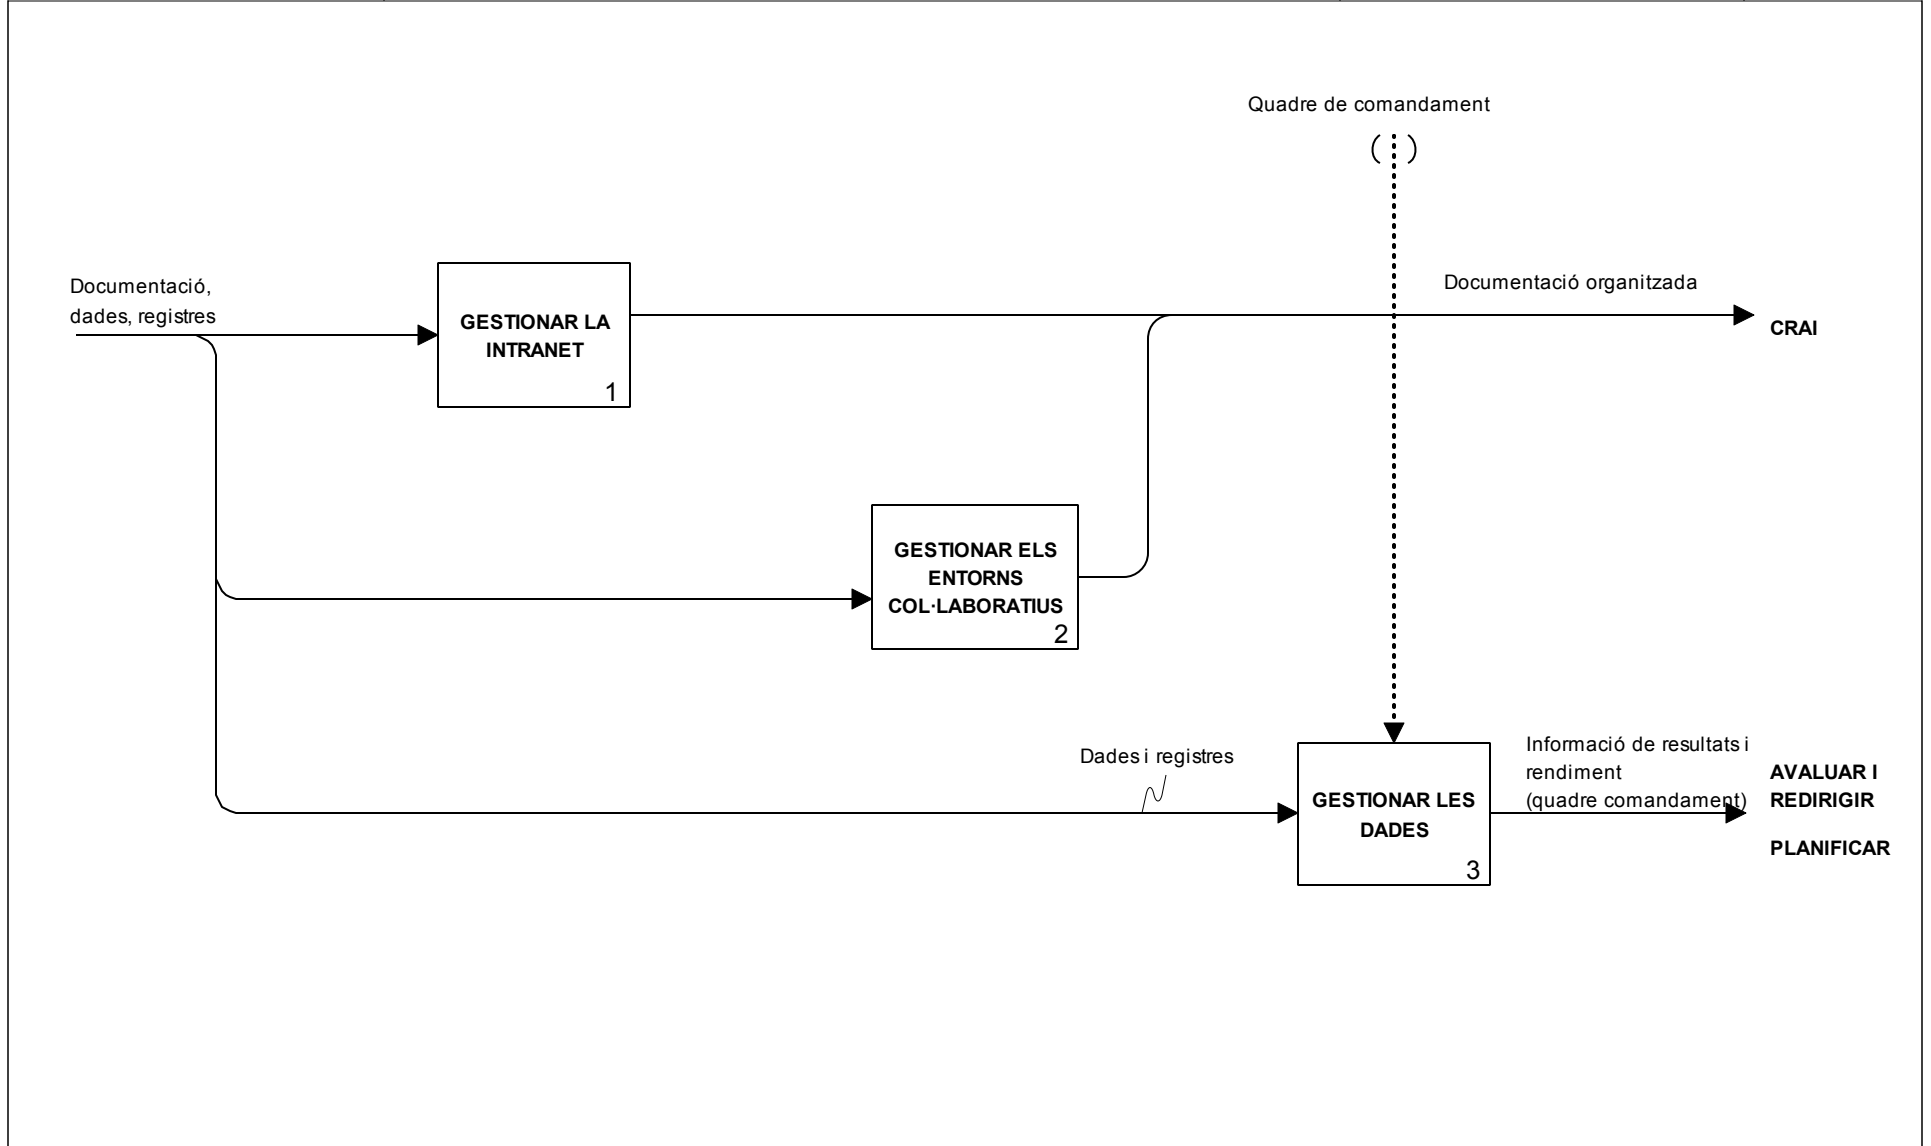 Quadre de comandament
( )
Documentació,
dades, registres
GESTIONAR LA
INTRANET
1
Documentació organitzada
CRAI
GESTIONAR ELS
ENTORNS
COL·LABORATIUS
2
Dades i registres
GESTIONAR LES
DADES
3
Informació de resultats i
rendiment
(quadre comandament)
AVALUAR I
REDIRIGIR
PLANIFICAR